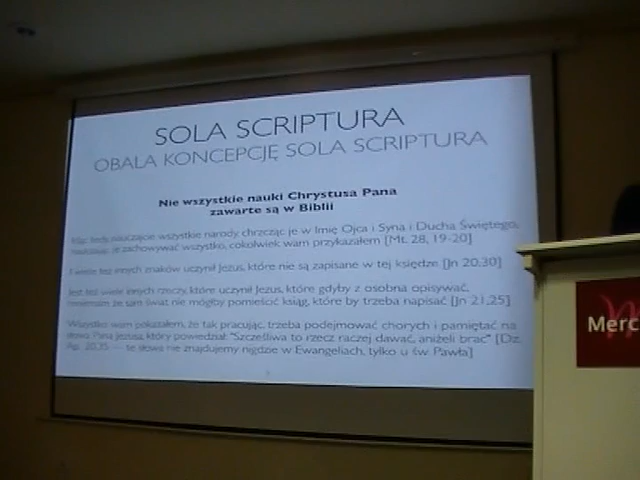 SOLA SCRIPTURA
OBALA KONCEPCJĘ SOLA SCRIPTURA
Nie wszystkie nauki Chrystusa Pana
zawarte są w Biblii
Idąc tedy nauczajcie wszystkie narody, chrzcząc je w Imię Ojca i Syna i Ducha Świętego,
nauczając je zachowywać wszystko, cokolwiek wam przykazałem [Mt. 28, 19-20]
I wiele też innych znaków uczynił Jezus, które nie są zapisane w tej księdze [Jn 20,30]
Jest też wiele innych rzeczy, które uczynił Jezus, które gdyby z osobna opisywać,
mniemam że sam świat nie mógłby pomieścić ksiąg, które by trzeba napisać [Jn 21,25]
Wszystko wam pokazałem, że tak pracując, trzeba podejmować chorych i pamiętać na
słowo Pana Jezusa, który powiedział: "Szczęśliwa to rzecz raczej dawać, aniżeli brać" [Dz.
Ap. 20,35 — te słowa nie znajdujemy nigdzie w Ewangeliach, tylko u św. Pawła]
Merc